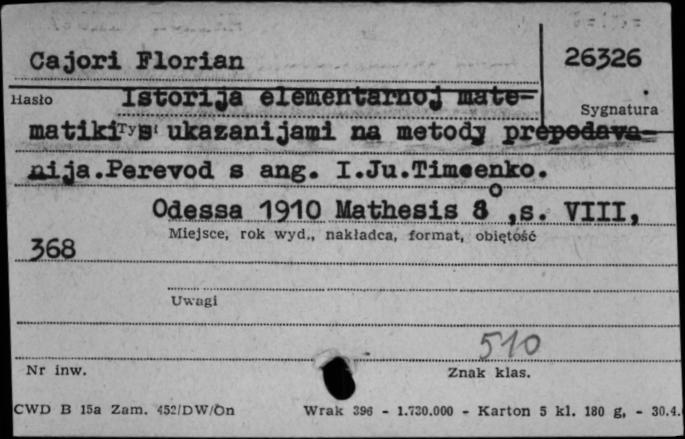 Cajori Florian
26326
Hasło
Istorija elementarnoj mate-
Sygnatura
matiki s ukazanijami na metody prepodava-
nija.Perevod s ang. I.Ju.Timeenko.
Odessa 1910 Mathesis 8° ,s. VIII,
Miejsce, rok wyd., nakładca, format, objętość
368
Uwagi
510
Nr inw.
Znak klas.
CWD B 15a Zam. 452/DW/Ön Wrak 396 - 1.730.000 - Karton 5 kl. 180 g, - 30.4.